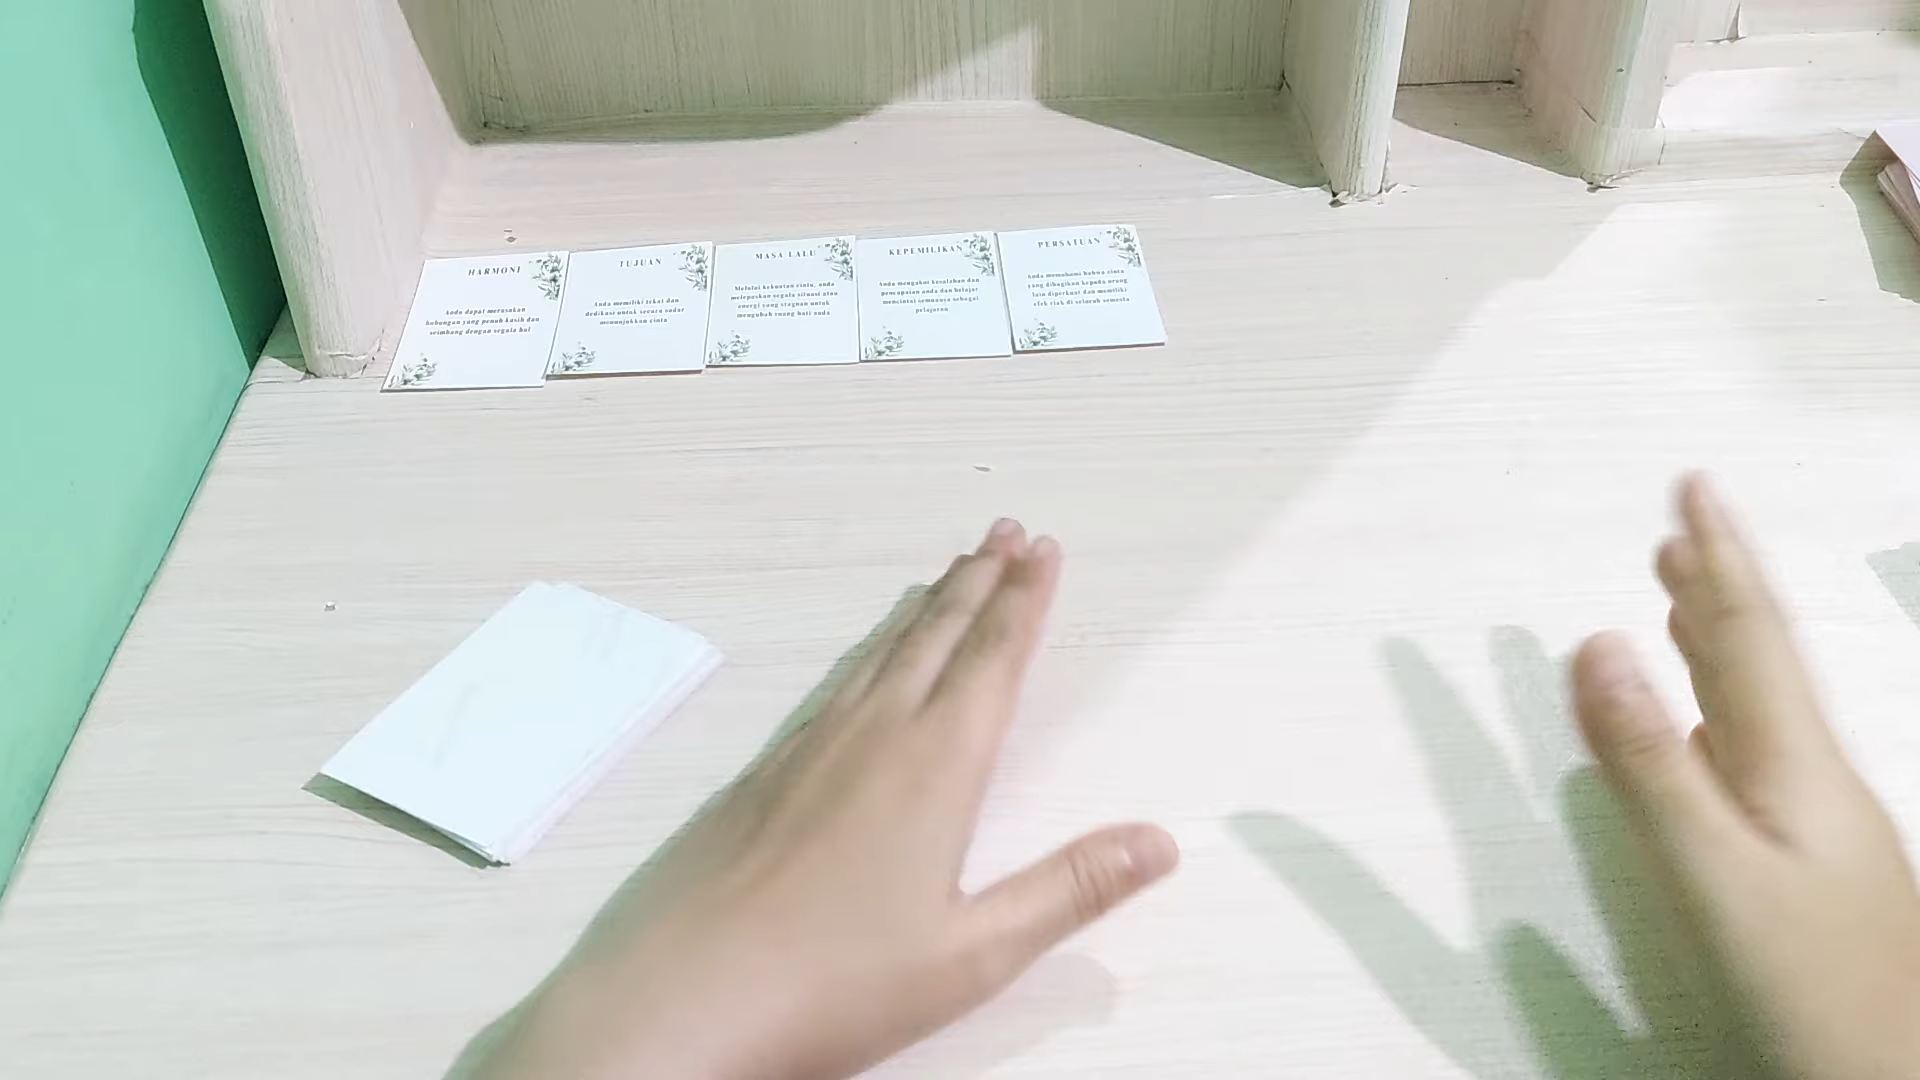 HARMONI
Anda dapat merasakan
hubungan yang penuh kasih dan
seimbang dengan segala hal
TUJUAN
Anda memiliki tekat dan
dedikasi untuk secara sadar
menunjukkan cinta
MASA LALU
Melalui kekuatan cinta, anda
melepaskan segala situasi atau
energi yang stagnan untuk
mengubah ruang hati anda
KEPEMILIKAN
Anda mengakui kesalahan dan
pencapaian anda dan belajar
mencintai semuanya sebagai
pelajaran
PERSATUAN
Anda memahami bahwa cinta
yang dibagikan kepada orang
lain diperkuat dan memiliki
efek riak di seluruh semesta